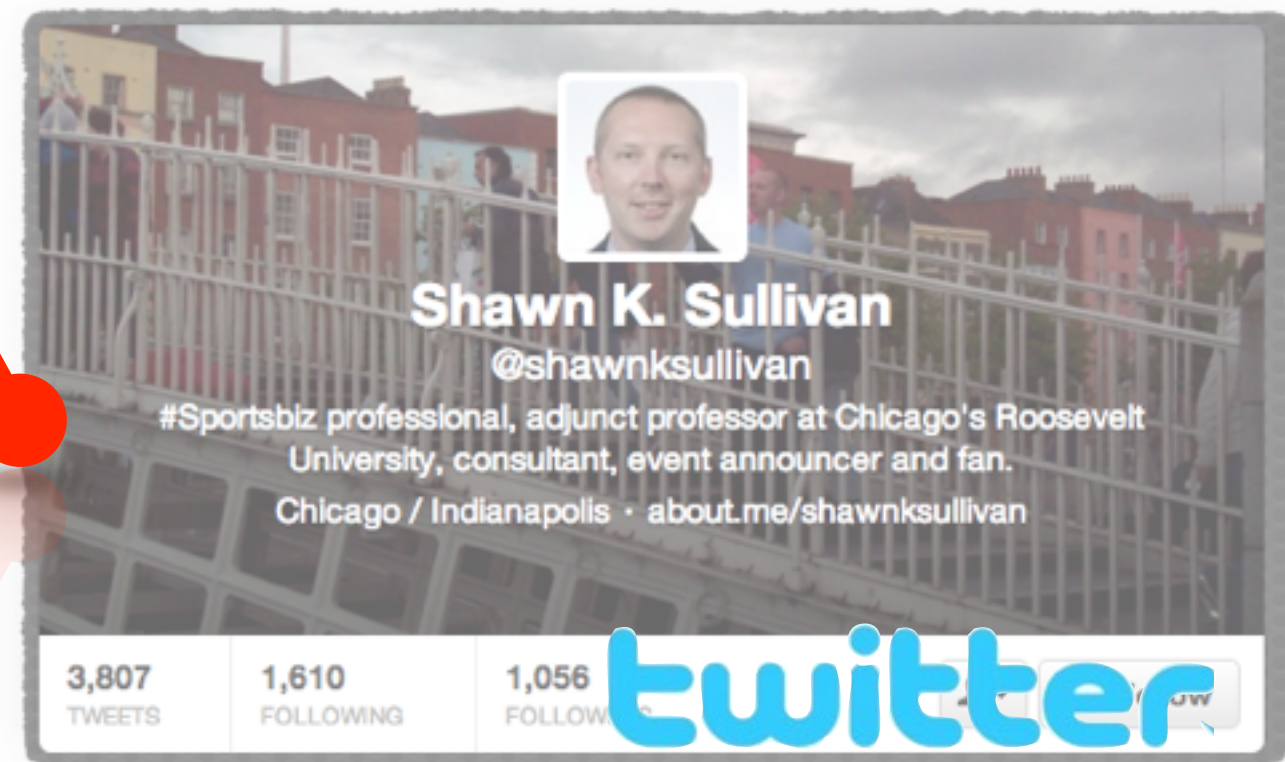 Shawn K. Sullivan
@shawnksullivan
#Sportsbiz professional, adjunct professor at Chicago's Roosevelt
University, consultant, event announcer and fan.
Chicago / Indianapolis · about.me/shawnksullivan
3,807 1,610 1,056
TWEETS FOLLOWING
twitter